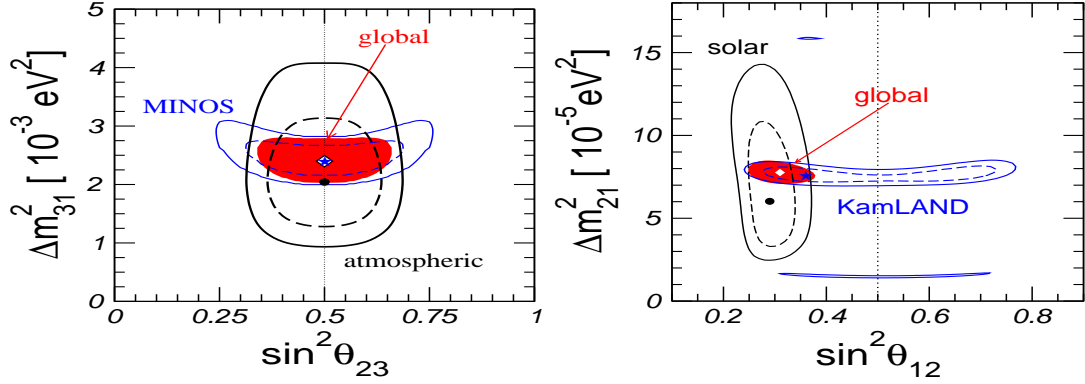 5
4
3
2
1
0
Δm²₃₁ [ 10⁻³ eV²]
global
MINOS
atmospheric
0 0.25 0.5 0.75 1
sin²θ₂₃
15
10
5
0
Δm²₂₁ [ 10⁻⁵ eV²]
solar
global
KamLAND
0.2 0.4 0.6 0.8
sin²θ₁₂